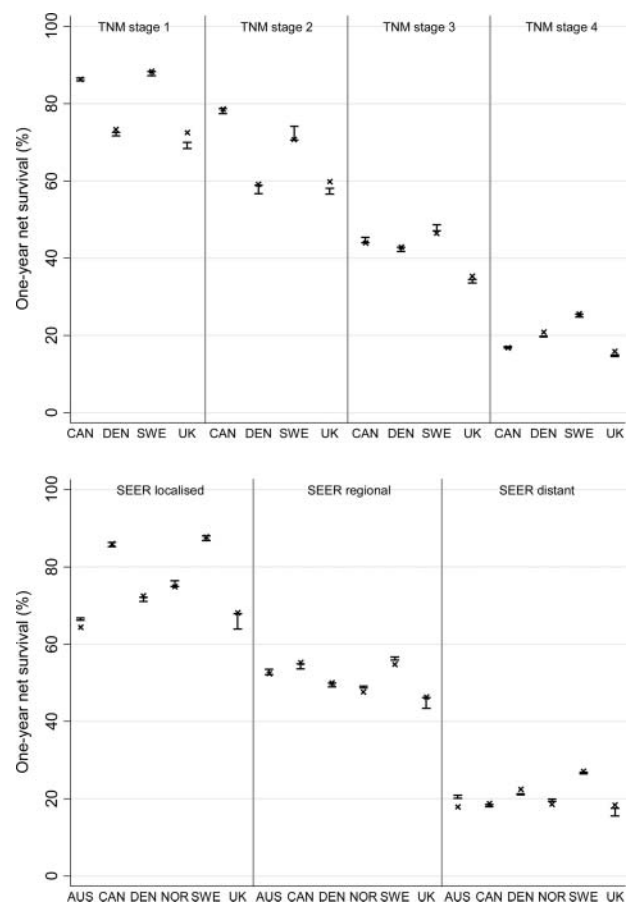 TNM stage 1 TNM stage 2 TNM stage 3 TNM stage 4
100
80
60
40
20
0
One-year net survival (%)
CAN DEN SWE UK CAN DEN SWE UK CAN DEN SWE UK CAN DEN SWE UK
SEER localised SEER regional SEER distant
100
80
60
40
20
0
One-year net survival (%)
AUS CAN DEN NOR SWE UK AUS CAN DEN NOR SWE UK AUS CAN DEN NOR SWE UK